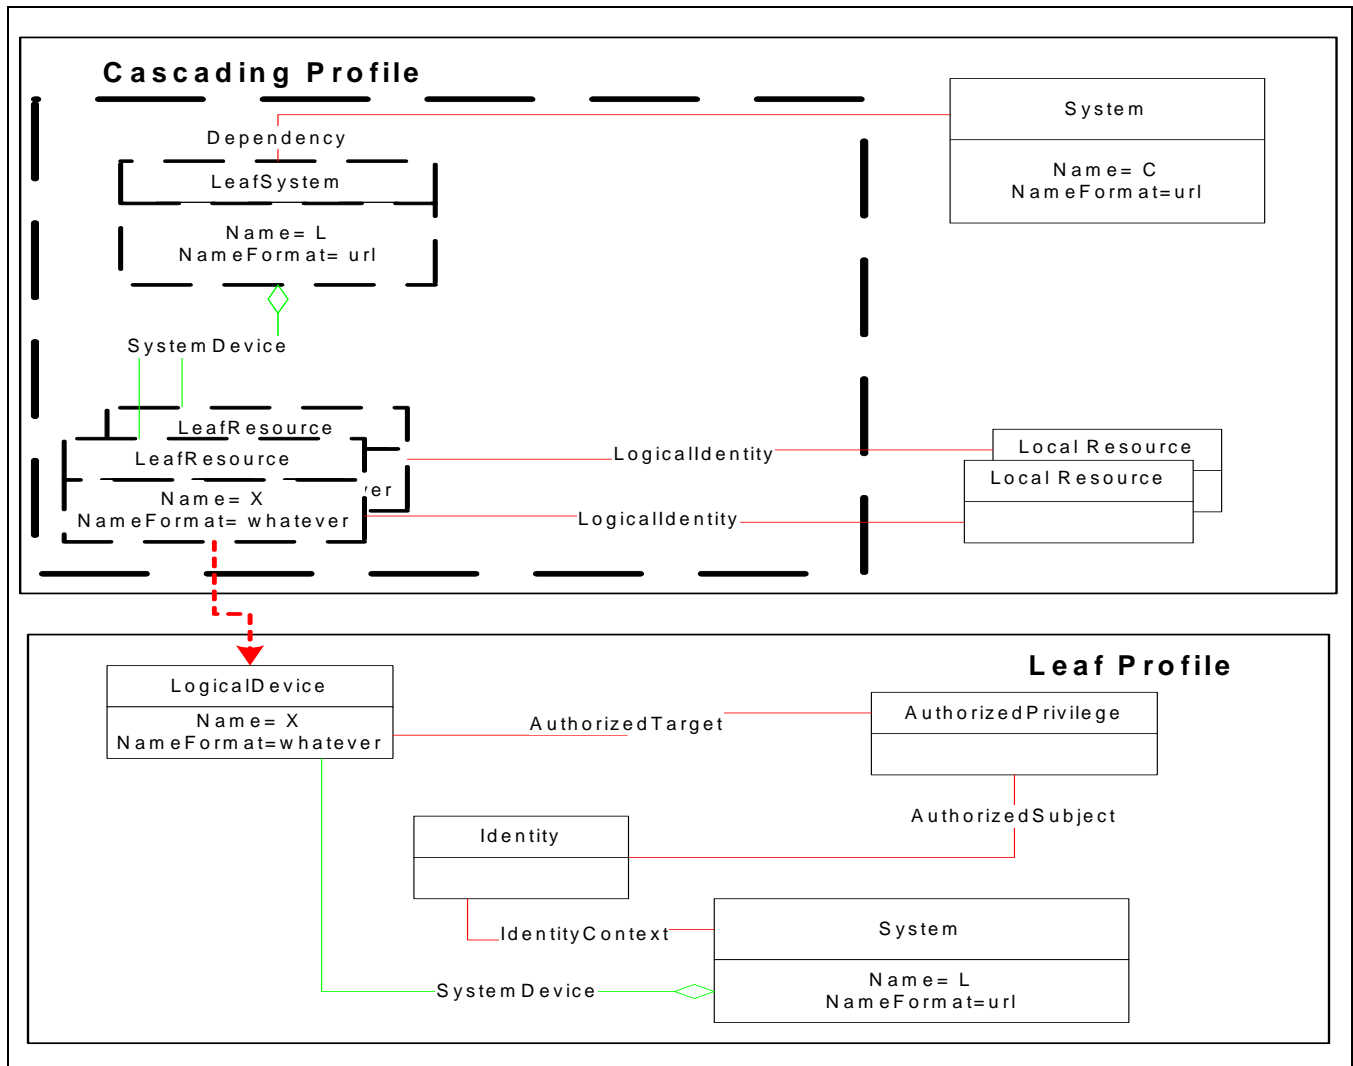 Cascading Profile
System
Name= C
NameFormat=url
Dependency
LeafSystem
Name= L
NameFormat= url
SystemDevice
LeafResource
LeafResource
Name= X
NameFormat= whatever
LogicalIdentity
LogicalIdentity
Local Resource
Local Resource
Leaf Profile
LogicalDevice
Name= X
NameFormat=whatever
AuthorizedTarget
AuthorizedPrivilege
AuthorizedSubject
Identity
IdentityContext
System
Name= L
NameFormat=url
SystemDevice